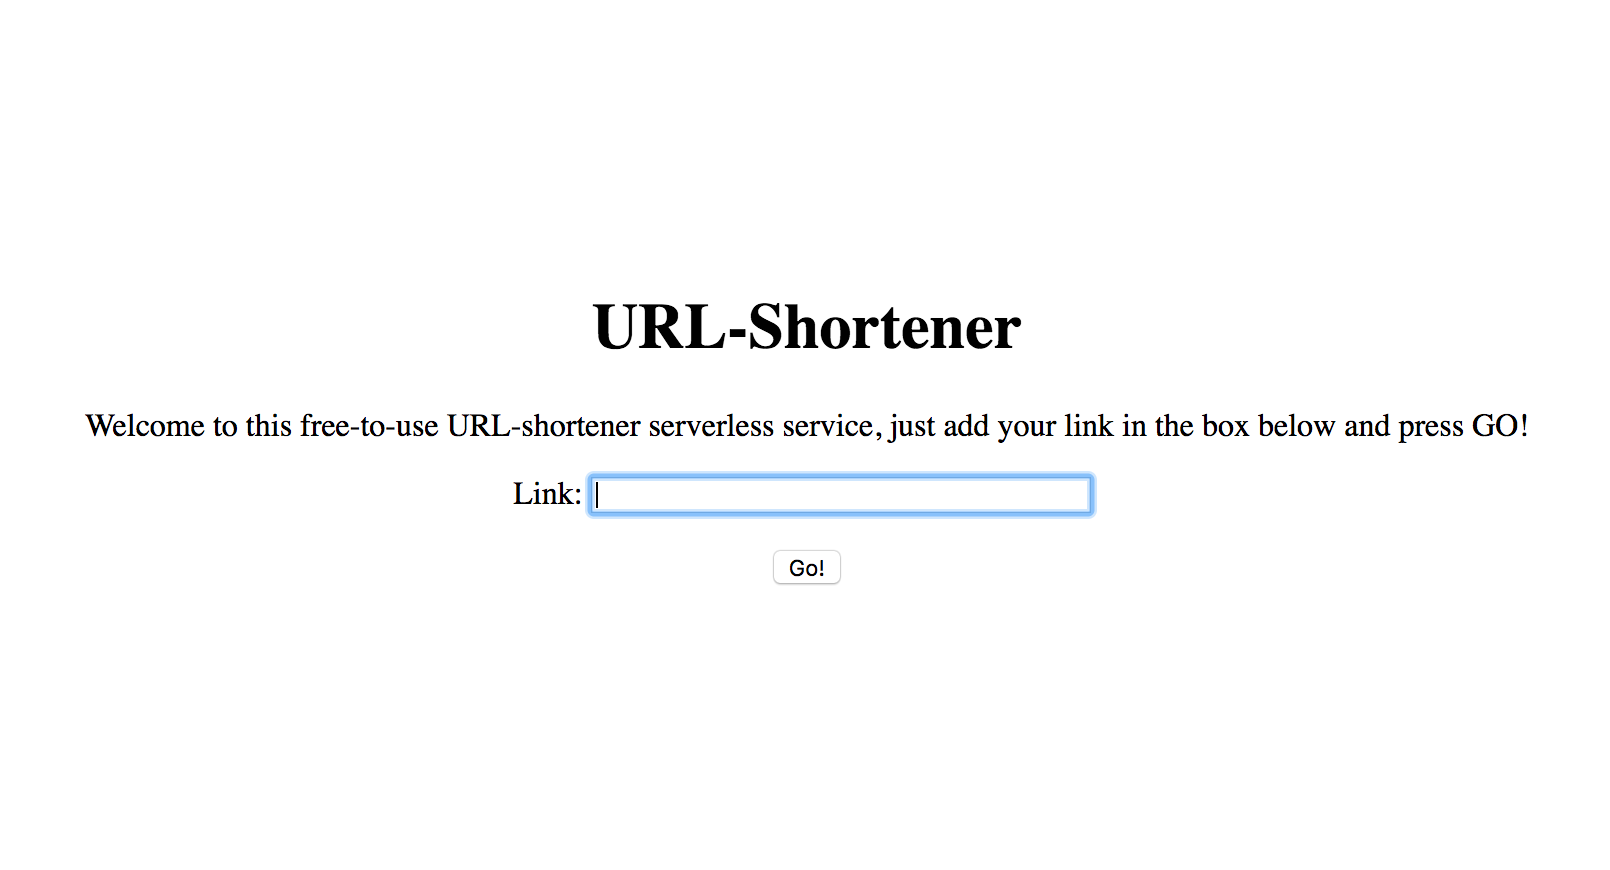 URL-Shortener
Welcome to this free-to-use URL-shortener serverless service, just add your link in the box below and press GO!
Link:
Go!